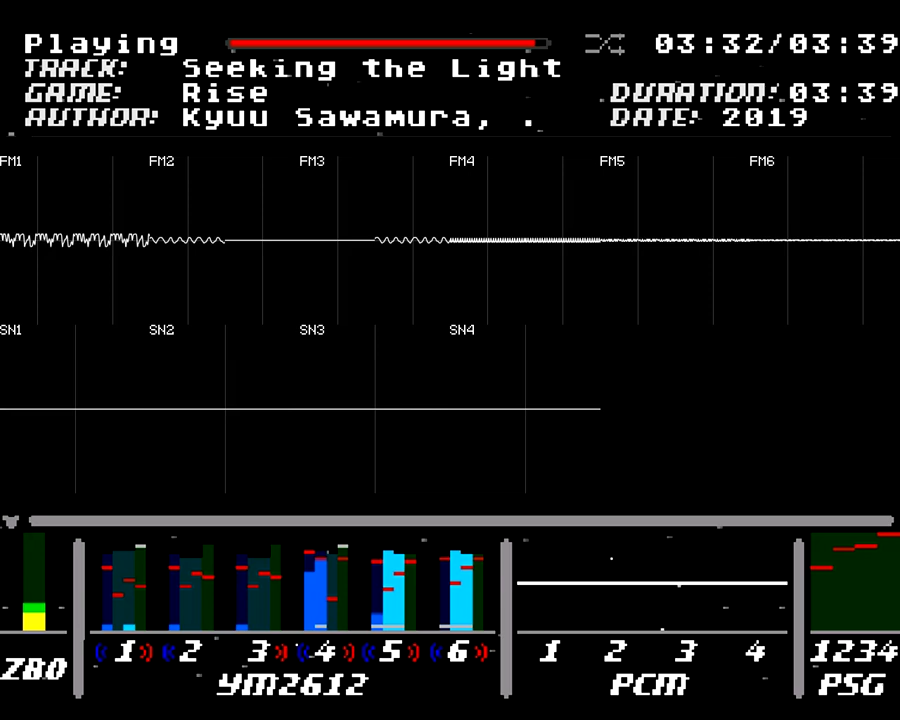 Playing 03:32/03:39
TRACK: Seeking the Light
GAME: Rise DURATION: 03:39
AUTHOR: Kyuu Sawamura, . DATE: 2019
FM1 FM2 FM3 FM4 FM5 FM6
SN1 SN2 SN3 SN4
1 2 3 4 5 6 1 2 3 4 1234
Z80 YM2612 PCM PSG